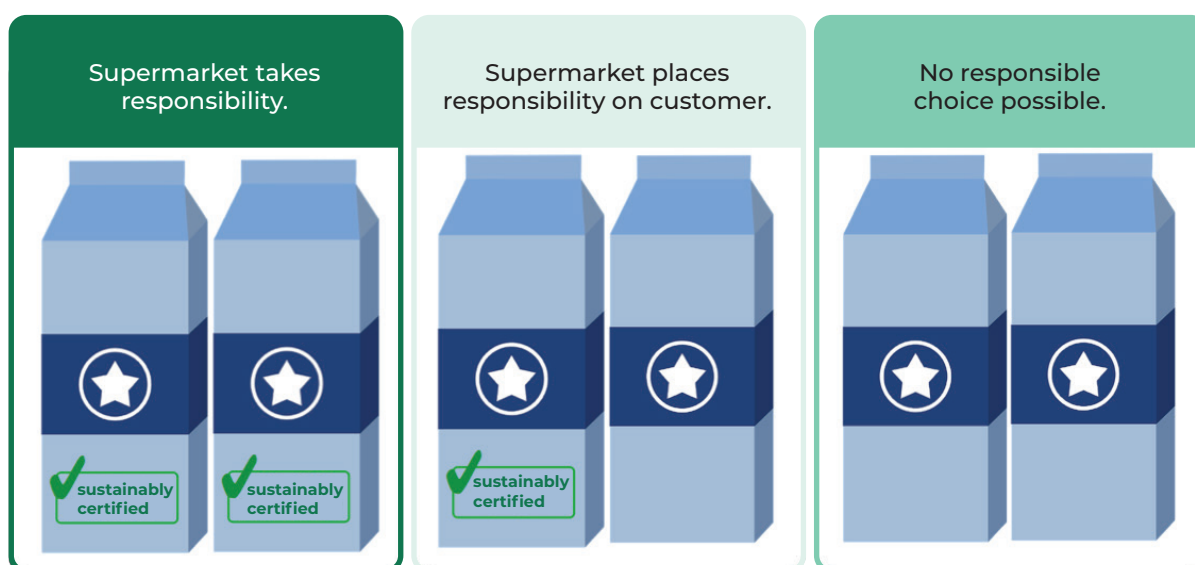 Supermarket takes
responsibility.
Supermarket places
responsibility on customer.
No responsible
choice possible.
sustainably
certified
sustainably
certified
sustainably
certified